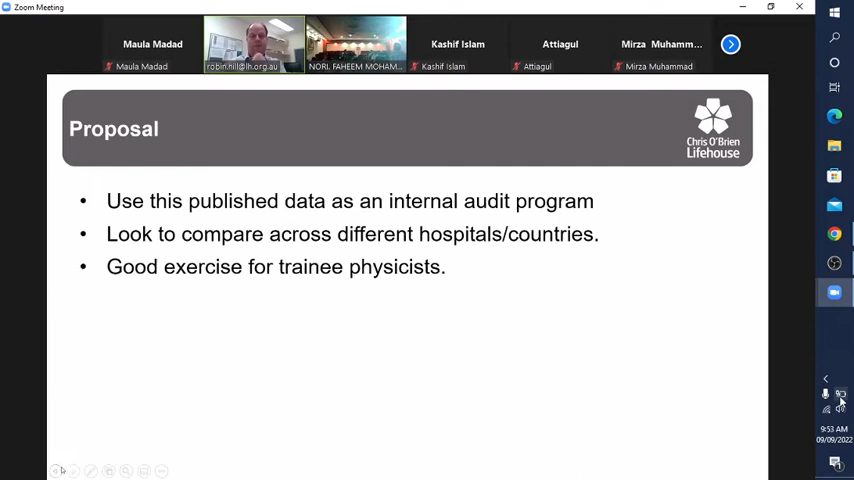 Zoom Meeting
Maula Madad
Kashif Islam
Attiagul
Mirza Muhamm...
Maula Madad
robin.hill@lh.org.au
NORI, FAHEEM MOHAM...
Kashif Islam
Attiagul
Mirza Muhammad
Proposal
Chris O'Brien
Lifehouse
• Use this published data as an internal audit program
• Look to compare across different hospitals/countries.
• Good exercise for trainee physicists.
9:53 AM
09/09/2022
1